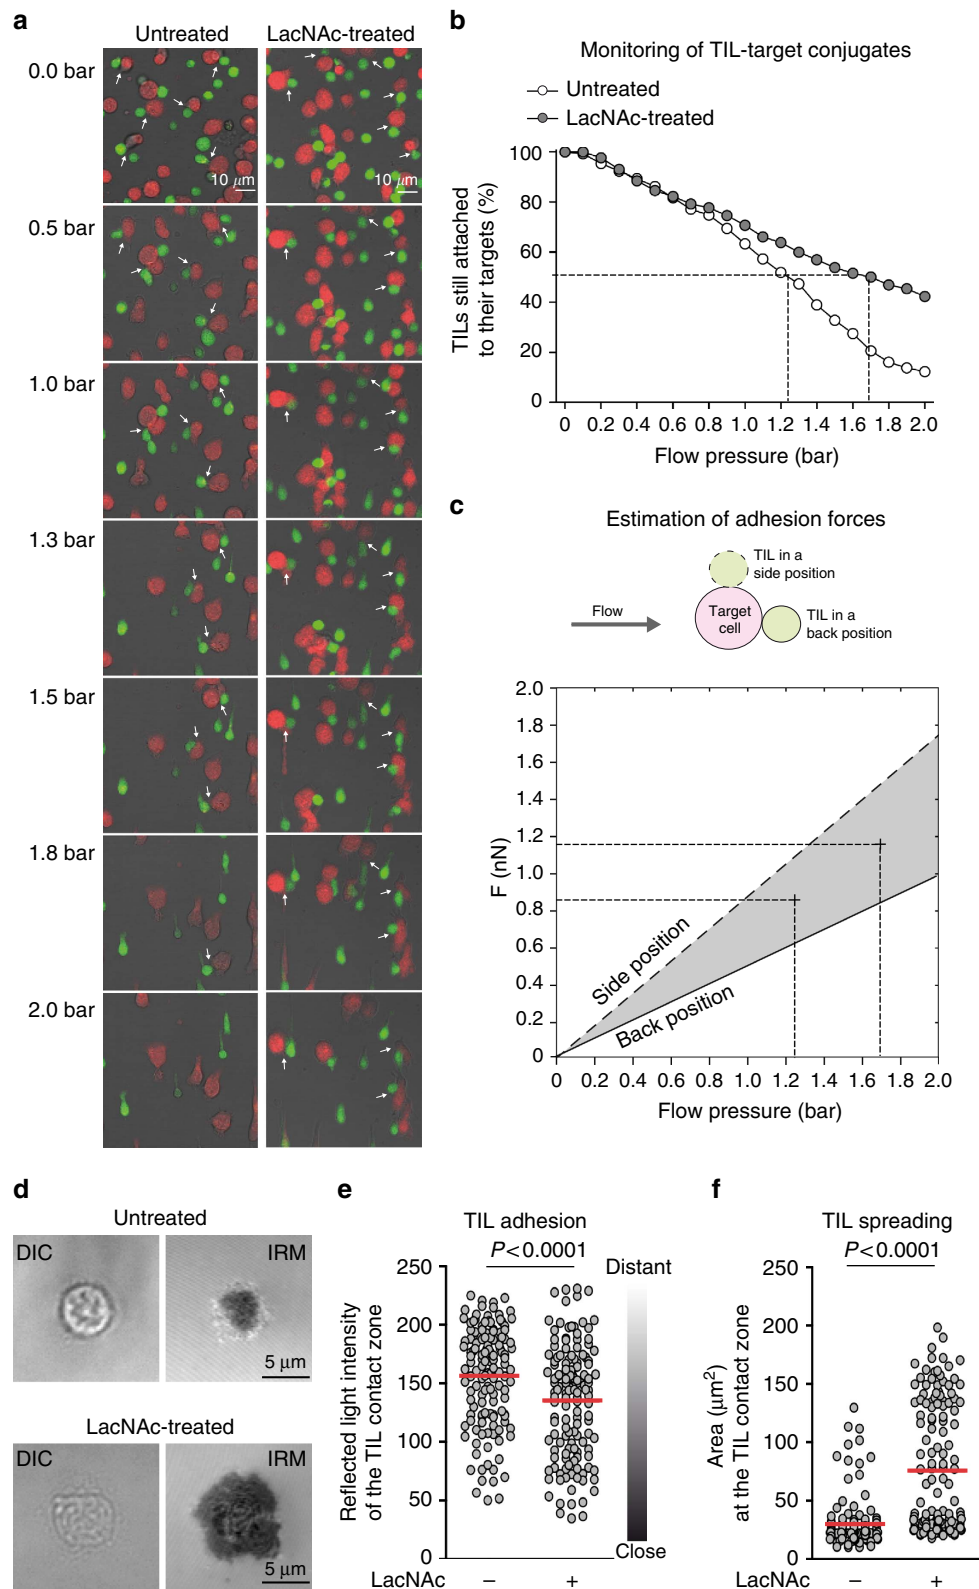 a
Untreated
LacNAc-treated
0.0 bar
10 µm
10 µm
0.5 bar
1.0 bar
1.3 bar
1.5 bar
1.8 bar
2.0 bar
b
Monitoring of TIL-target conjugates
Untreated
LacNAc-treated
TILs still attached
to their targets (%)
100
80
60
40
20
0
0 0.2 0.4 0.6 0.8 1.0 1.2 1.4 1.6 1.8 2.0
Flow pressure (bar)
c
Estimation of adhesion forces
TIL in a
side position
Flow
Target
cell
TIL in a
back position
F (nN)
2.0
1.8
1.6
1.4
1.2
1.0
0.8
0.6
0.4
0.2
0
Side position
Back position
0 0.2 0.4 0.6 0.8 1.0 1.2 1.4 1.6 1.8 2.0
Flow pressure (bar)
d
Untreated
DIC
IRM
5 µm
LacNAc-treated
DIC
IRM
5 µm
e
TIL adhesion
P<0.0001
Reflected light intensity
of the TIL contact zone
250
200
150
100
50
0
Distant
Close
LacNAc – +
f
TIL spreading
P<0.0001
Area (µm²)
at the TIL contact zone
250
200
150
100
50
0
– +